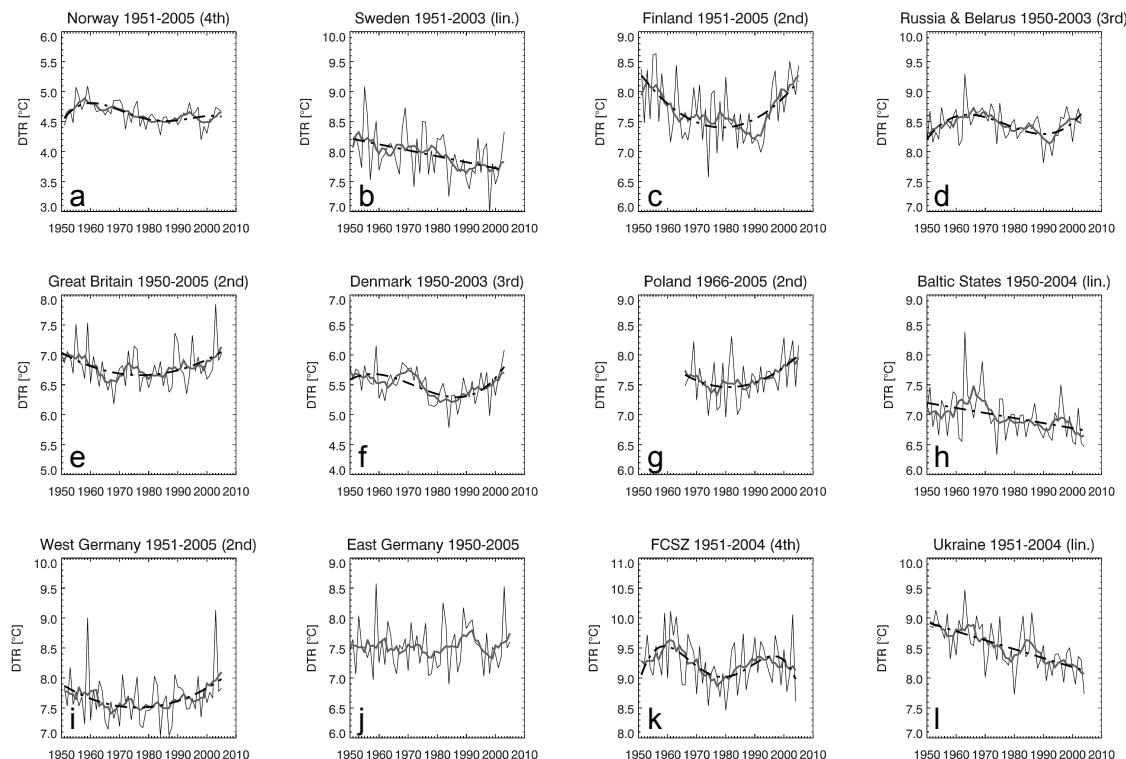 Norway 1951-2005 (4th)
6.0
5.5
5.0
4.5
4.0
3.5
3.0
DTR [°C]
a
1950 1960 1970 1980 1990 2000 2010
Sweden 1951-2003 (lin.)
10.0
9.5
9.0
8.5
8.0
7.5
7.0
DTR [°C]
b
1950 1960 1970 1980 1990 2000 2010
Finland 1951-2005 (2nd)
9.0
8.5
8.0
7.5
7.0
6.5
6.0
DTR [°C]
c
1950 1960 1970 1980 1990 2000 2010
Russia & Belarus 1950-2003 (3rd)
10.0
9.5
9.0
8.5
8.0
7.5
7.0
DTR [°C]
d
1950 1960 1970 1980 1990 2000 2010
Great Britain 1950-2005 (2nd)
8.0
7.5
7.0
6.5
6.0
5.5
5.0
DTR [°C]
e
1950 1960 1970 1980 1990 2000 2010
Denmark 1950-2003 (3rd)
7.0
6.5
6.0
5.5
5.0
4.5
4.0
DTR [°C]
f
1950 1960 1970 1980 1990 2000 2010
Poland 1966-2005 (2nd)
9.0
8.5
8.0
7.5
7.0
6.5
6.0
DTR [°C]
g
1950 1960 1970 1980 1990 2000 2010
Baltic States 1950-2004 (lin.)
9.0
8.5
8.0
7.5
7.0
6.5
6.0
DTR [°C]
h
1950 1960 1970 1980 1990 2000 2010
West Germany 1951-2005 (2nd)
10.0
9.5
9.0
8.5
8.0
7.5
7.0
DTR [°C]
i
1950 1960 1970 1980 1990 2000 2010
East Germany 1950-2005
9.0
8.5
8.0
7.5
7.0
6.5
6.0
DTR [°C]
j
1950 1960 1970 1980 1990 2000 2010
FCSZ 1951-2004 (4th)
11.0
10.5
10.0
9.5
9.0
8.5
8.0
DTR [°C]
k
1950 1960 1970 1980 1990 2000 2010
Ukraine 1951-2004 (lin.)
10.0
9.5
9.0
8.5
8.0
7.5
7.0
DTR [°C]
l
1950 1960 1970 1980 1990 2000 2010